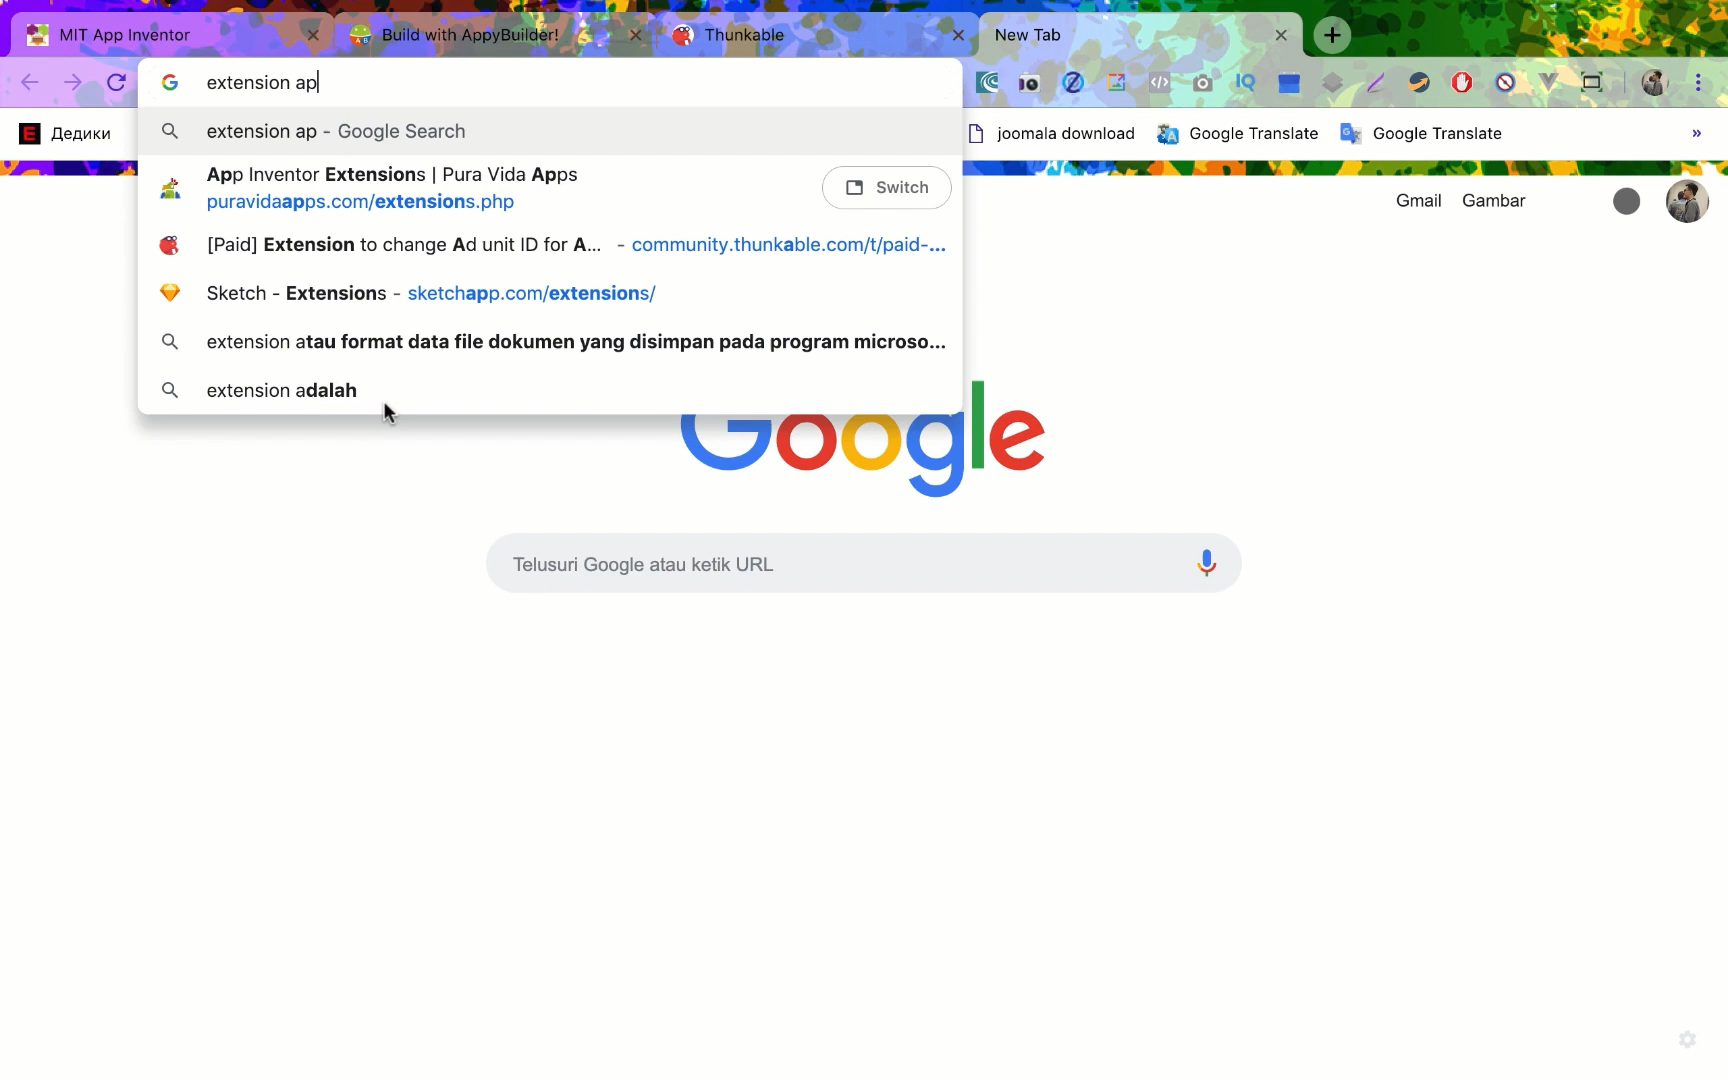 MIT App Inventor
Build with AppyBuilder!
Thunkable
New Tab
extension ap
Дедики
joomala download
Google Translate
Google Translate
»
extension ap - Google Search
App Inventor Extensions | Pura Vida Apps
puravidaapps.com/extensions.php
Switch
[Paid] Extension to change Ad unit ID for A... - community.thunkable.com/t/paid-...
Sketch - Extensions - sketchapp.com/extensions/
extension atau format data file dokumen yang disimpan pada program microso...
extension adalah
Gmail
Gambar
Google
Telusuri Google atau ketik URL